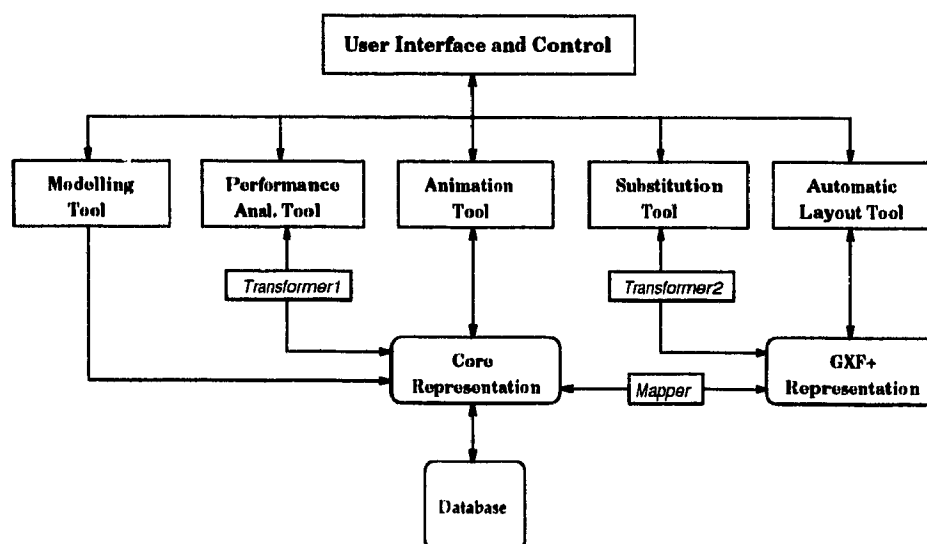 User Interface and Control
Modelling
Tool
Performance
Anal. Tool
Animation
Tool
Substitution
Tool
Automatic
Layout Tool
Transformer1
Transformer2
Core
Representation
Mapper
GXF+
Representation
Database